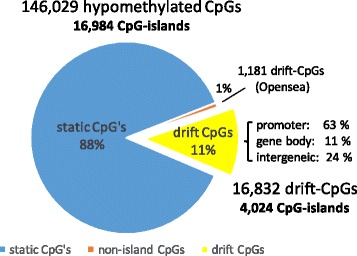 146,029 hypomethylated CpGs
16,984 CpG-islands
1,181 drift-CpGs
(Opensea)
1%
static CpG's
88%
drift CpGs
11%
promoter: 63 %
gene body: 11 %
intergeneic: 24 %
16,832 drift-CpGs
4,024 CpG-islands
static CpG's non-island CpGs drift CpGs